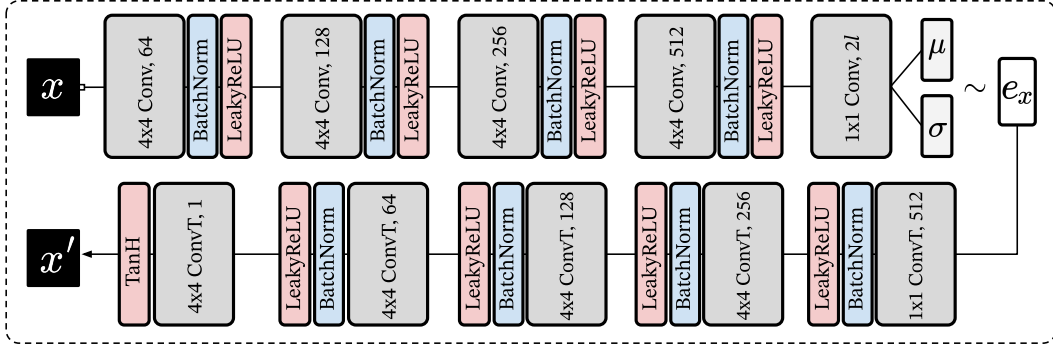 x
4x4 Conv, 64
BatchNorm
LeakyReLU
4x4 Conv, 128
BatchNorm
LeakyReLU
4x4 Conv, 256
BatchNorm
LeakyReLU
4x4 Conv, 512
BatchNorm
LeakyReLU
1x1 Conv, 2l
μ
σ
~
eₓ
x′
TanH
4x4 ConvT, 1
LeakyReLU
BatchNorm
4x4 ConvT, 64
LeakyReLU
BatchNorm
4x4 ConvT, 128
LeakyReLU
BatchNorm
4x4 ConvT, 256
LeakyReLU
BatchNorm
1x1 ConvT, 512